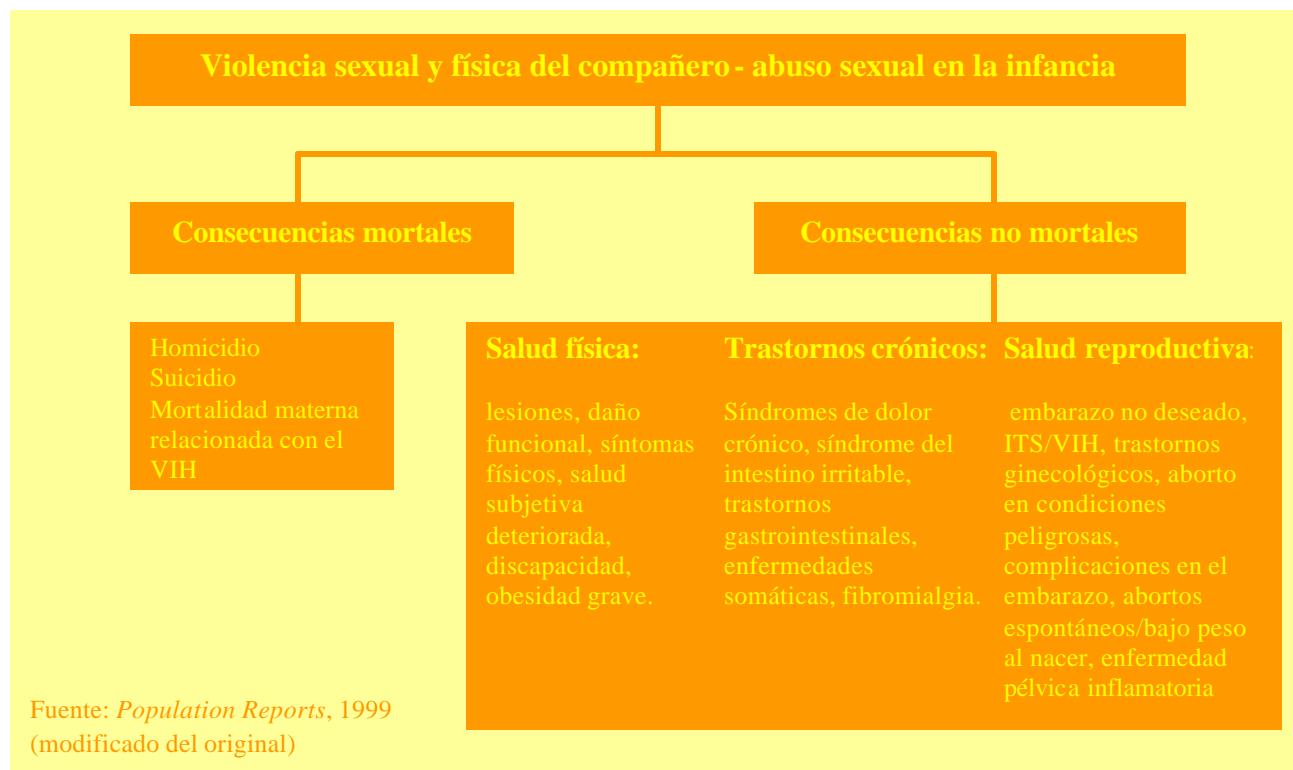 Violencia sexual y física del compañero - abuso sexual en la infancia
Consecuencias mortales
Consecuencias no mortales
Homicidio
Suicidio
Mortalidad materna
relacionada con el
VIH
Salud física:
lesiones, daño
funcional, síntomas
físicos, salud
subjetiva
deteriorada,
discapacidad,
obesidad grave.
Trastornos crónicos:
Síndromes de dolor
crónico, síndrome del
intestino irritable,
trastornos
gastrointestinales,
enfermedades
somáticas, fibromialgia.
Salud reproductiva:
embarazo no deseado,
ITS/VIH, trastornos
ginecológicos, aborto
en condiciones
peligrosas,
complicaciones en el
embarazo, abortos
espontáneos/bajo peso
al nacer, enfermedad
pélvica inflamatoria
Fuente: Population Reports, 1999
(modificado del original)